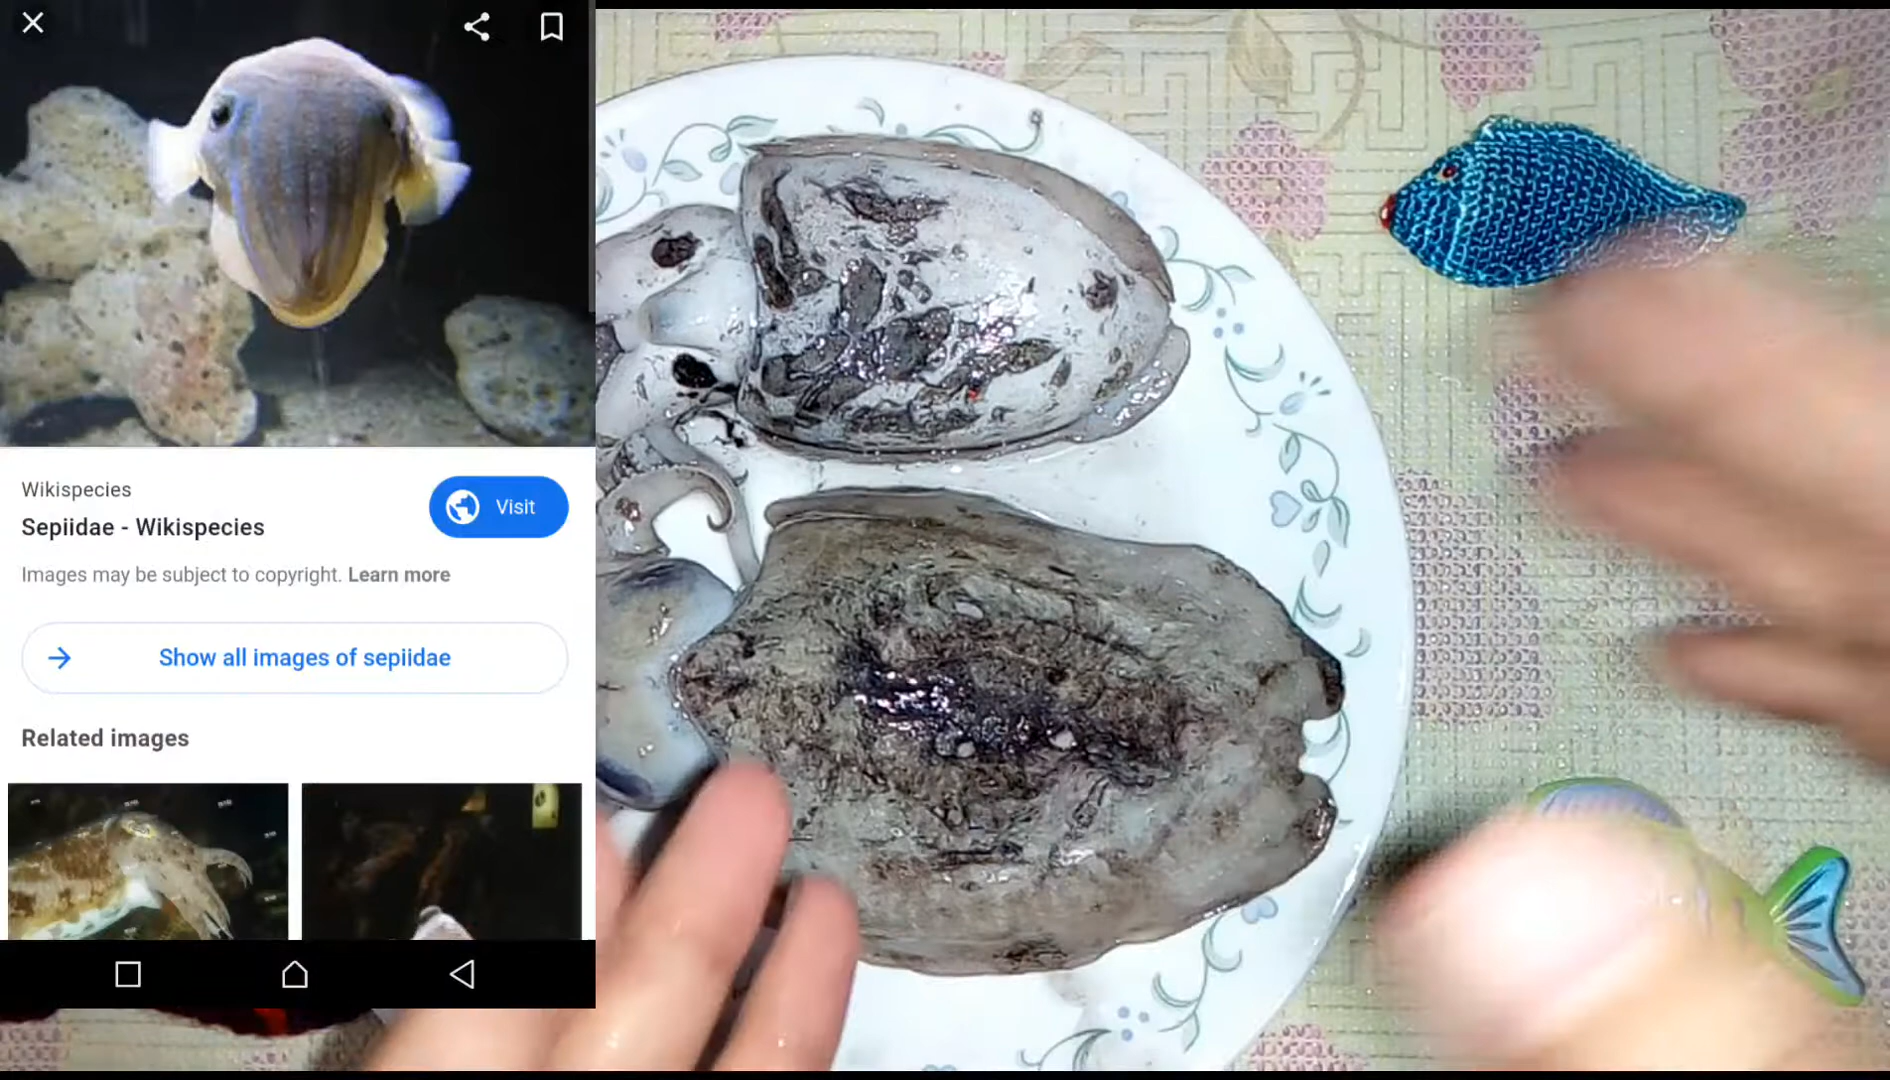 Wikispecies
Visit
Sepiidae - Wikispecies
Images may be subject to copyright. Learn more
Show all images of sepiidae
Related images